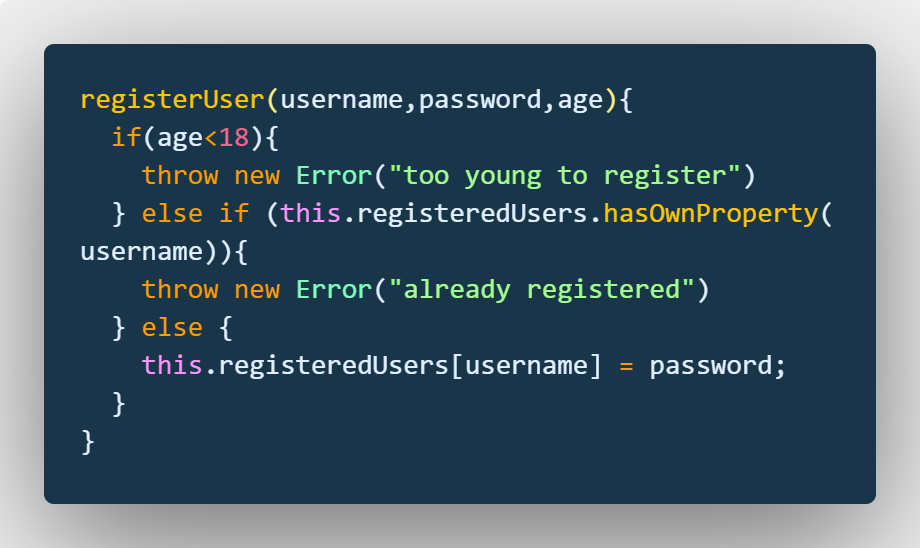 registerUser(username,password,age){
  if(age<18){
    throw new Error("too young to register")
  } else if (this.registeredUsers.hasOwnProperty(
username)){
    throw new Error("already registered")
  } else {
    this.registeredUsers[username] = password;
  }
}